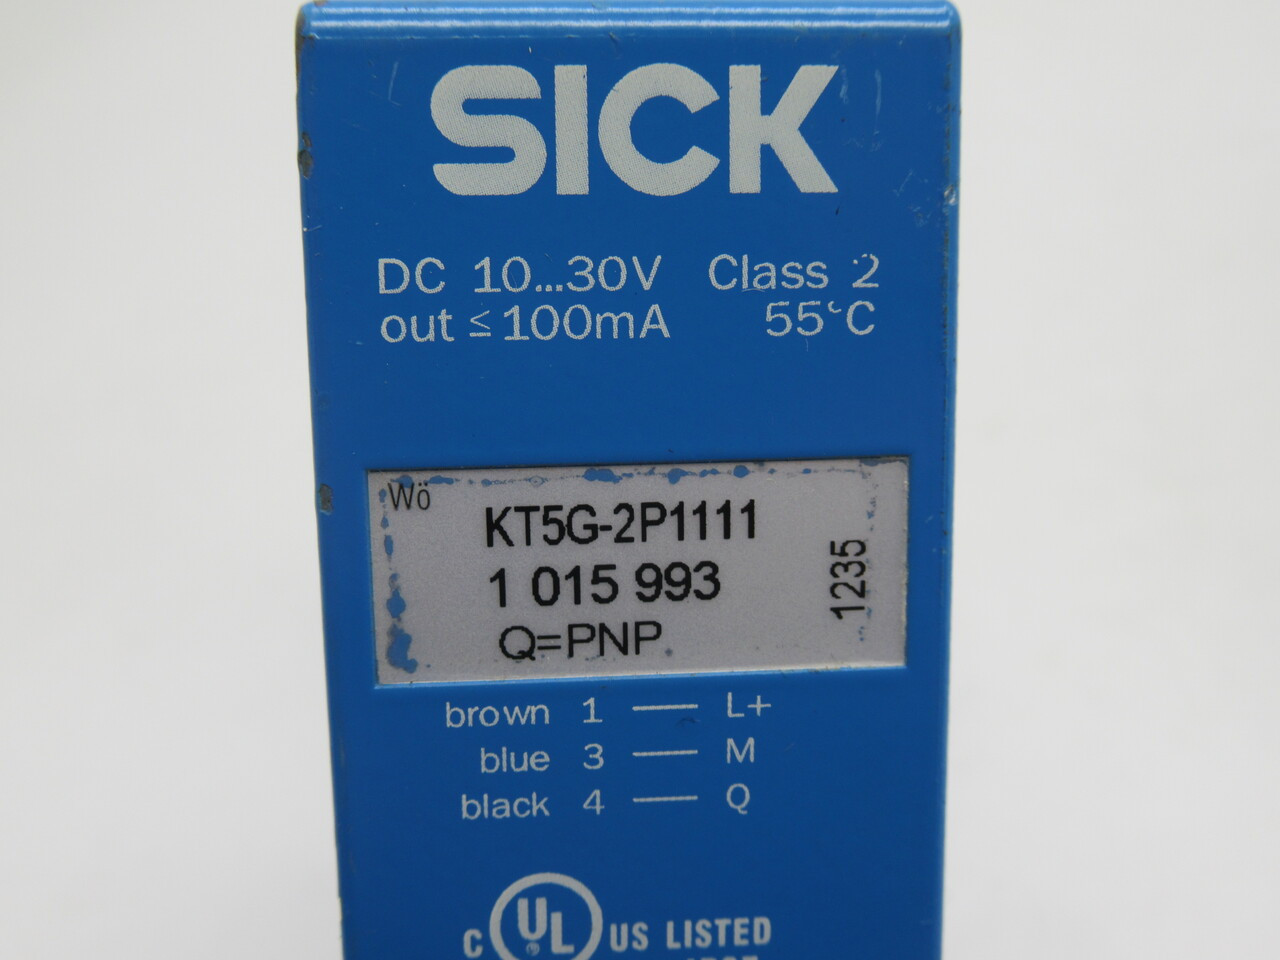 SICK
DC 10...30V Class 2
out ≤ 100mA 55°C
Wö
KT5G-2P1111
1 015 993
Q=PNP
1235
brown 1 — L+
blue 3 — M
black 4 — Q
C UL ® US LISTED